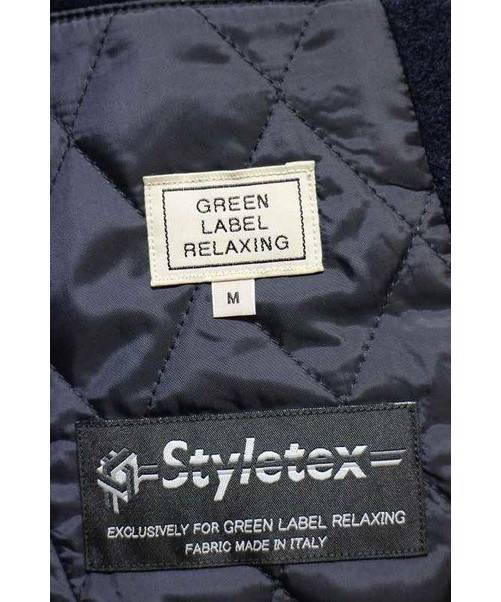 GREEN
LABEL
RELAXING
M
Styletex
EXCLUSIVELY FOR GREEN LABEL RELAXING
FABRIC MADE IN ITALY